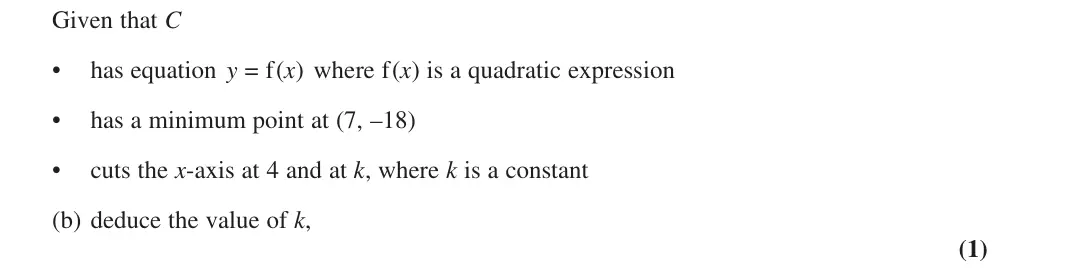 Given that C
• has equation y = f(x) where f(x) is a quadratic expression
• has a minimum point at (7, –18)
• cuts the x-axis at 4 and at k, where k is a constant
(b) deduce the value of k,
(1)